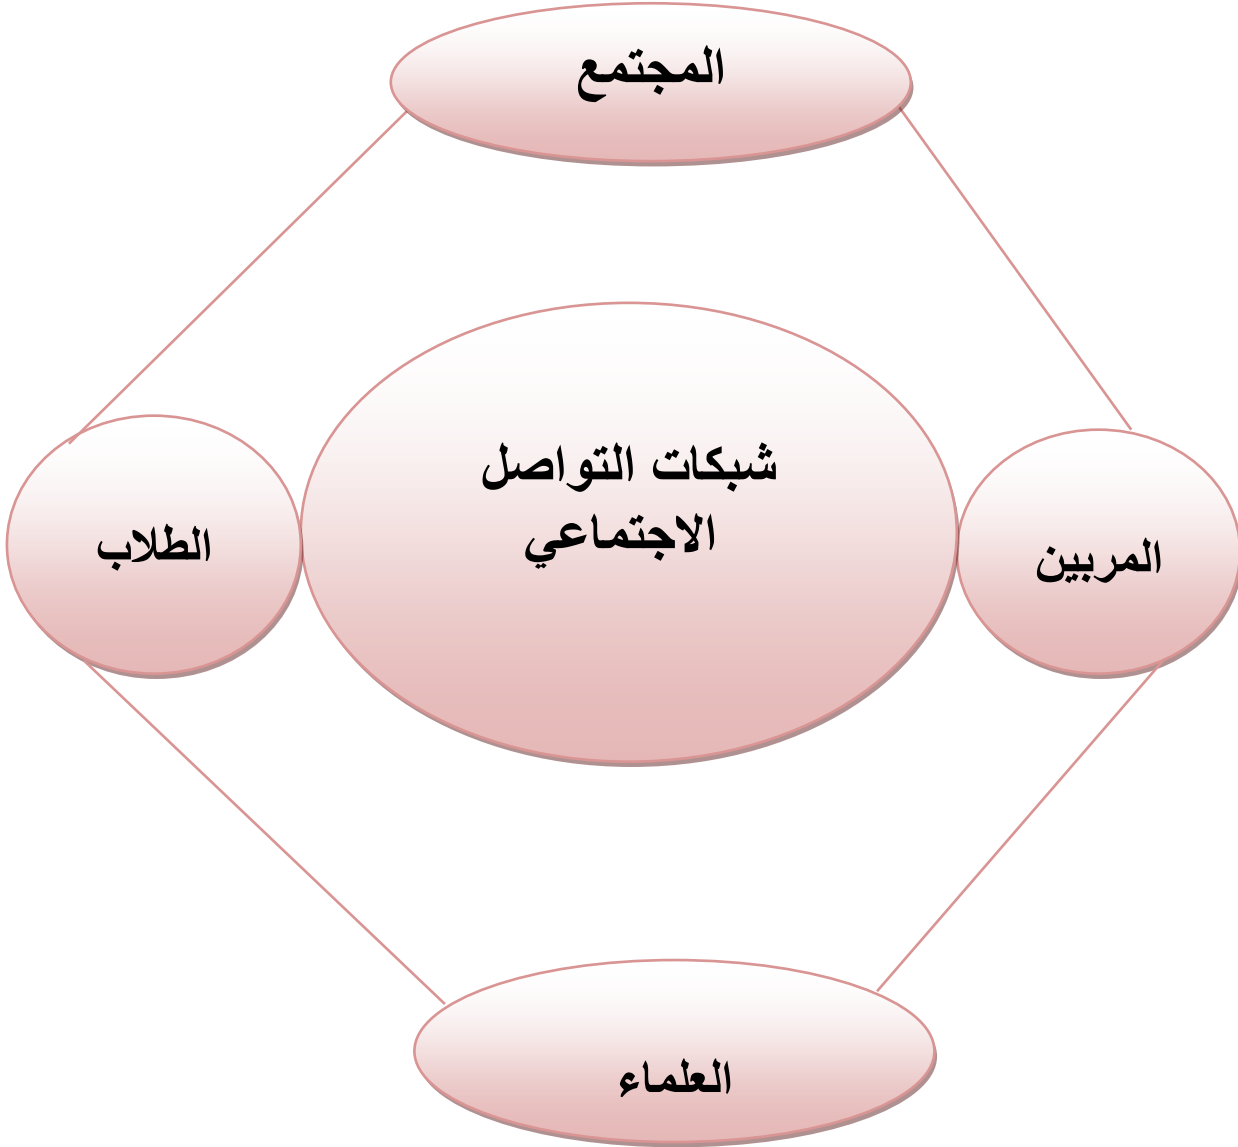 المجتمع
شبكات التواصل
الاجتماعي
المربين
الطلاب
العلماء